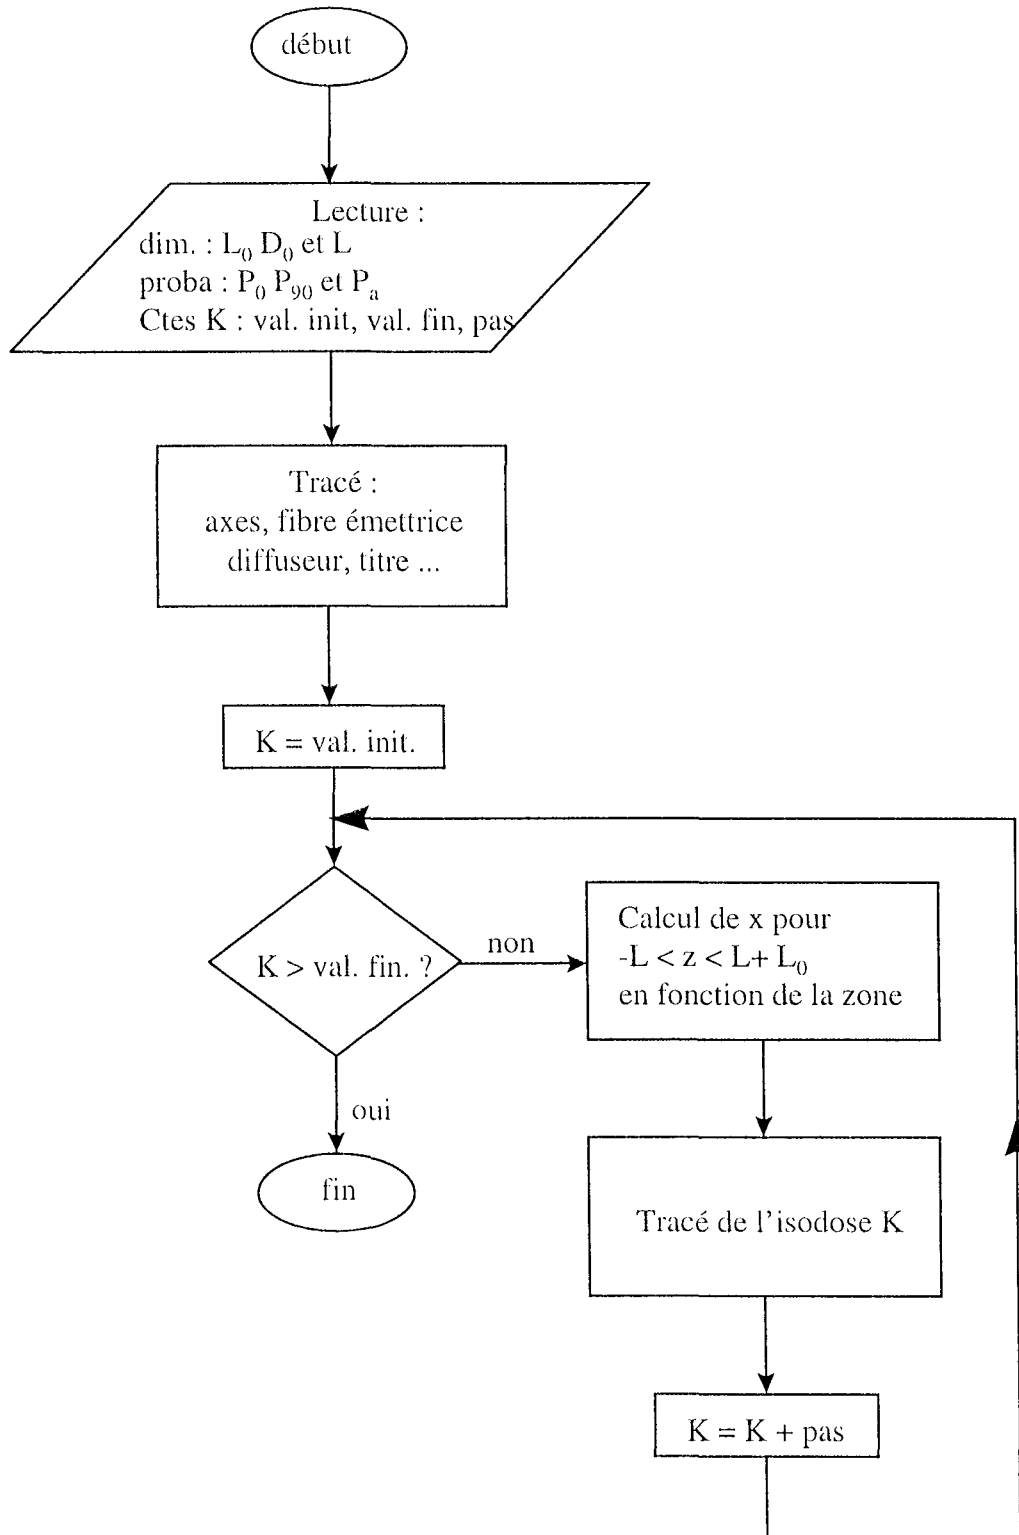 début
Lecture :
dim. : L₀ D₀ et L
proba : P₀ P₉₀ et Pₐ
Ctes K : val. init, val. fin, pas
Tracé :
axes, fibre émettrice
diffuseur, titre ...
K = val. init.
K > val. fin. ?
non
Calcul de x pour
-L < z < L+ L₀
en fonction de la zone
oui
fin
Tracé de l'isodose K
K = K + pas